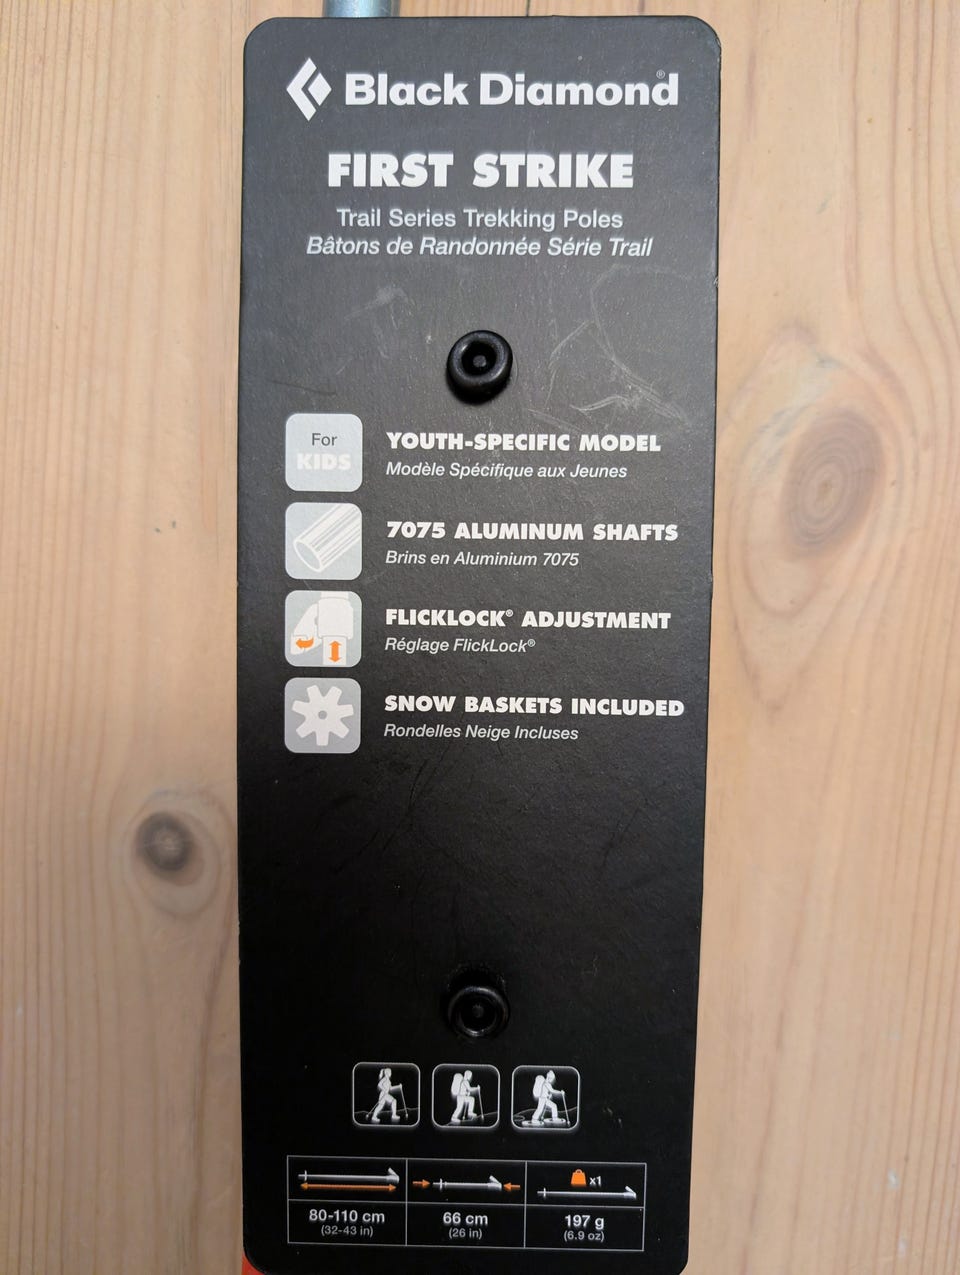 Black Diamond®
FIRST STRIKE
Trail Series Trekking Poles
Bâtons de Randonnée Série Trail
For
KIDS
YOUTH-SPECIFIC MODEL
Modèle Spécifique aux Jeunes
7075 ALUMINUM SHAFTS
Brins en Aluminium 7075
FLICKLOCK® ADJUSTMENT
Réglage FlickLock®
SNOW BASKETS INCLUDED
Rondelles Neige Incluses
x1
80-110 cm
(32-43 in)
66 cm
(26 in)
197 g
(6.9 oz)